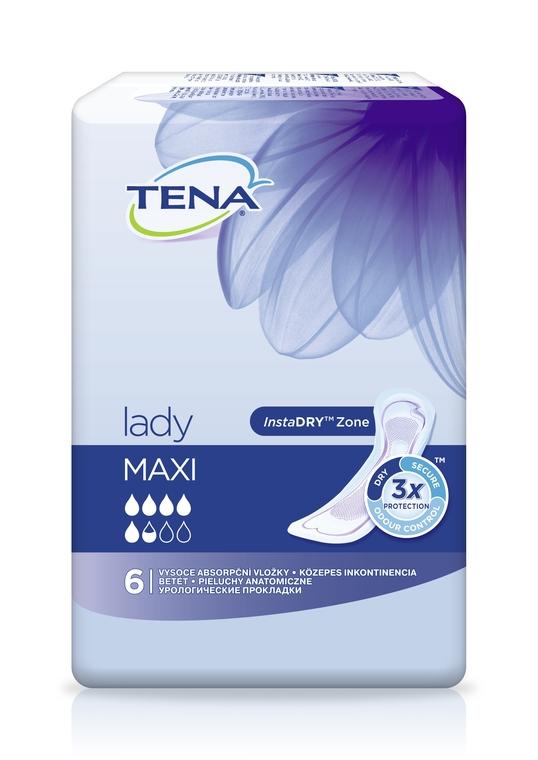 TENA®
lady
InstaDRY™ Zone
MAXI
DRY
SECURE
ODOUR CONTROL
™
3x
PROTECTION
6
VYSOCE ABSORPČNÍ VLOŽKY • KÖZEPES INKONTINENCIA
BETÉT • PIELUCHY ANATOMICZNE
УРОЛОГИЧЕСКИЕ ПРОКЛАДКИ